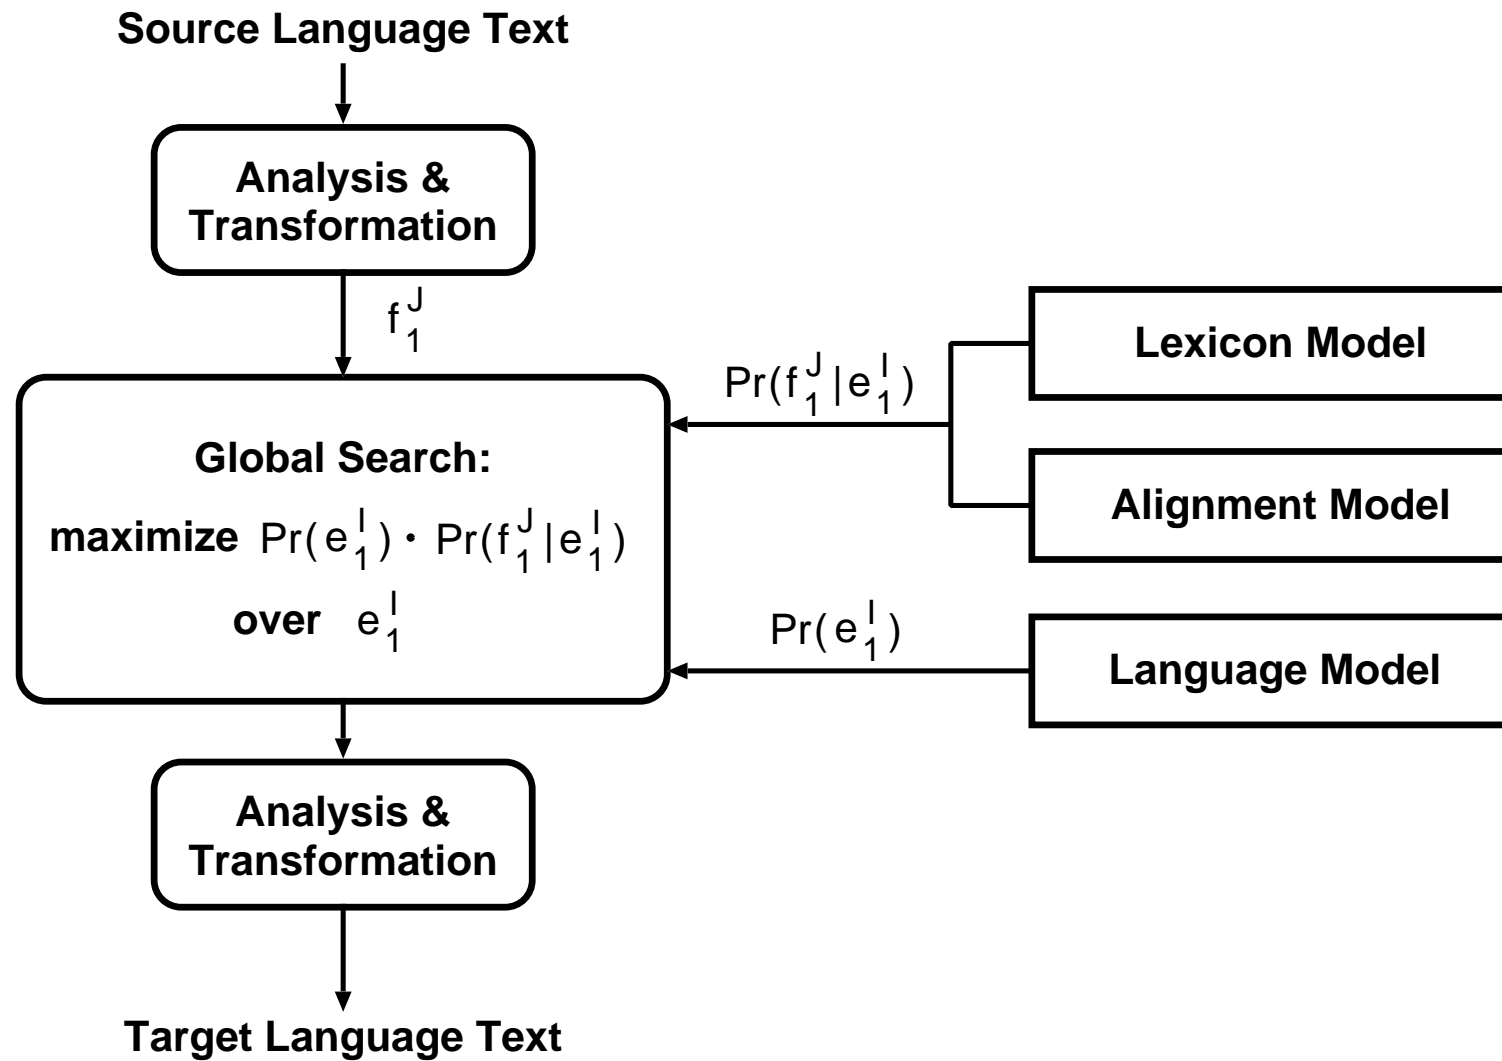 Source Language Text
Analysis &
Transformation
f_1^J
Lexicon Model
Pr(f_1^J|e_1^I)
Global Search:
Alignment Model
maximize Pr(e_1^I) · Pr(f_1^J|e_1^I)
over e_1^I
Pr(e_1^I)
Language Model
Analysis &
Transformation
Target Language Text